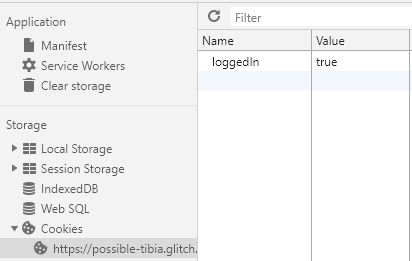 Application
Manifest
Service Workers
Clear storage
Storage
Local Storage
Session Storage
IndexedDB
Web SQL
Cookies
https://possible-tibia.glitch.
Filter
Name Value
loggedIn true